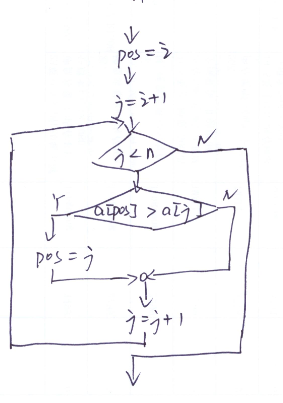 pos=i
j=i+1
j<n
N
a[pos] > a[j]
Y
N
pos=j
j=j+1